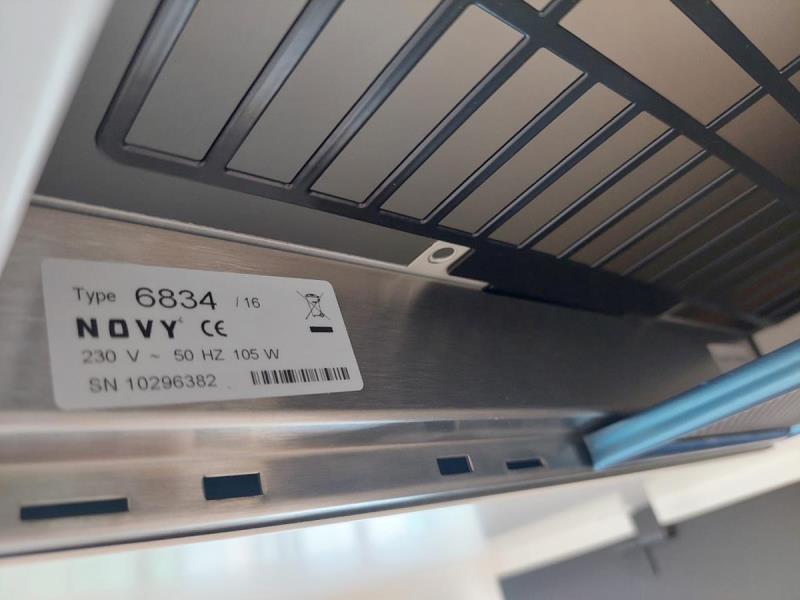 Type 6834 / 16
NOVY CE
230 V ~ 50 HZ 105 W
SN 10296382